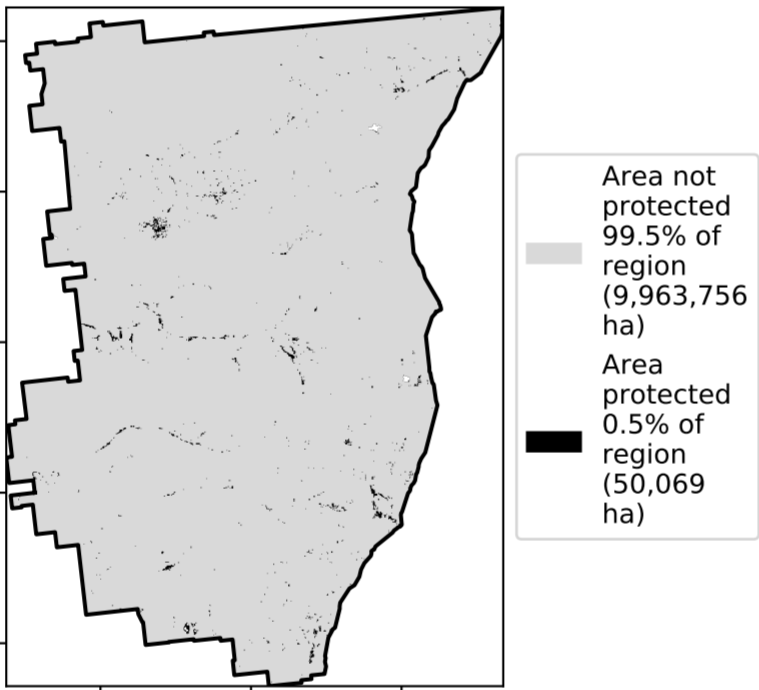 Area not
protected
99.5% of
region
(9,963,756
ha)
Area
protected
0.5% of
region
(50,069
ha)